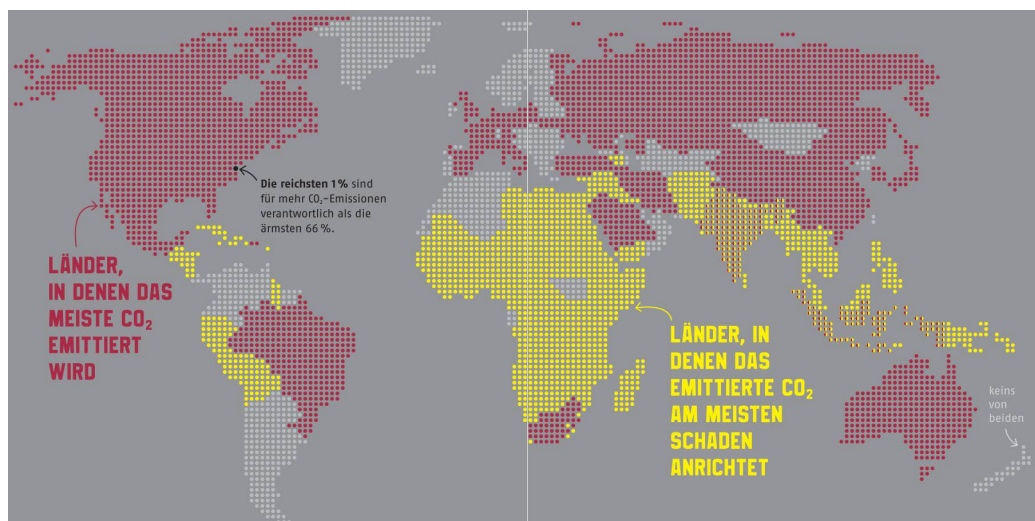 Die reichsten 1 % sind
für mehr CO₂-Emissionen
verantwortlich als die
ärmsten 66 %.
LÄNDER,
IN DENEN DAS
MEISTE CO₂
EMITTIERT
WIRD
LÄNDER, IN
DENEN DAS
EMITTIERTE CO₂
AM MEISTEN
SCHADEN
ANRICHTET
keins
von
beiden